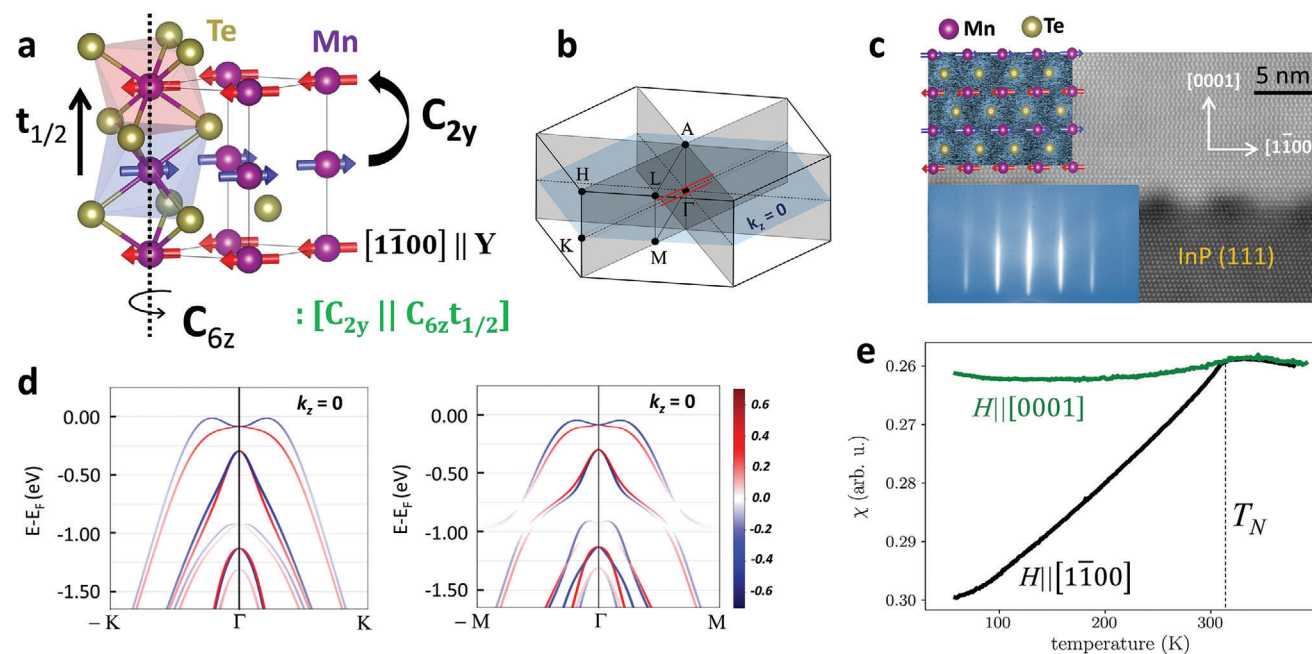 a
Te
Mn
t1/2
C2y
[11̅00] || Y
C6z
: [C2y || C6z t1/2]
b
A
H
L
Γ
K
M
kz = 0
c
Mn
Te
[0001]
5 nm
[11̅00]
InP (111)
d
kz = 0
0.00
-0.50
-1.00
-1.50
E-EF (eV)
− K
Γ
K
kz = 0
0.00
-0.50
-1.00
-1.50
E-EF (eV)
− M
Γ
M
0.6
0.4
0.2
0.0
-0.2
-0.4
-0.6
e
0.26
0.27
0.28
0.29
0.30
χ (arb. u.)
H||[0001]
H||[11̅00]
TN
100
200
300
temperature (K)